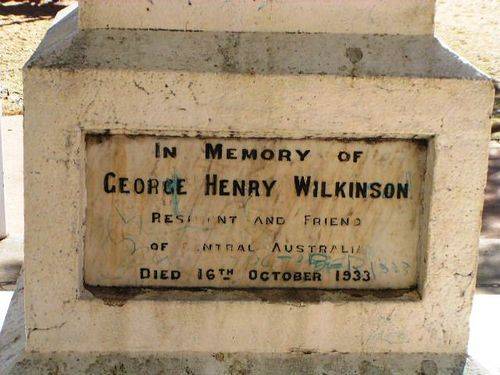 In Memory of
George Henry Wilkinson
Resident and Friend
of Central Australia
Died 16th October 1933